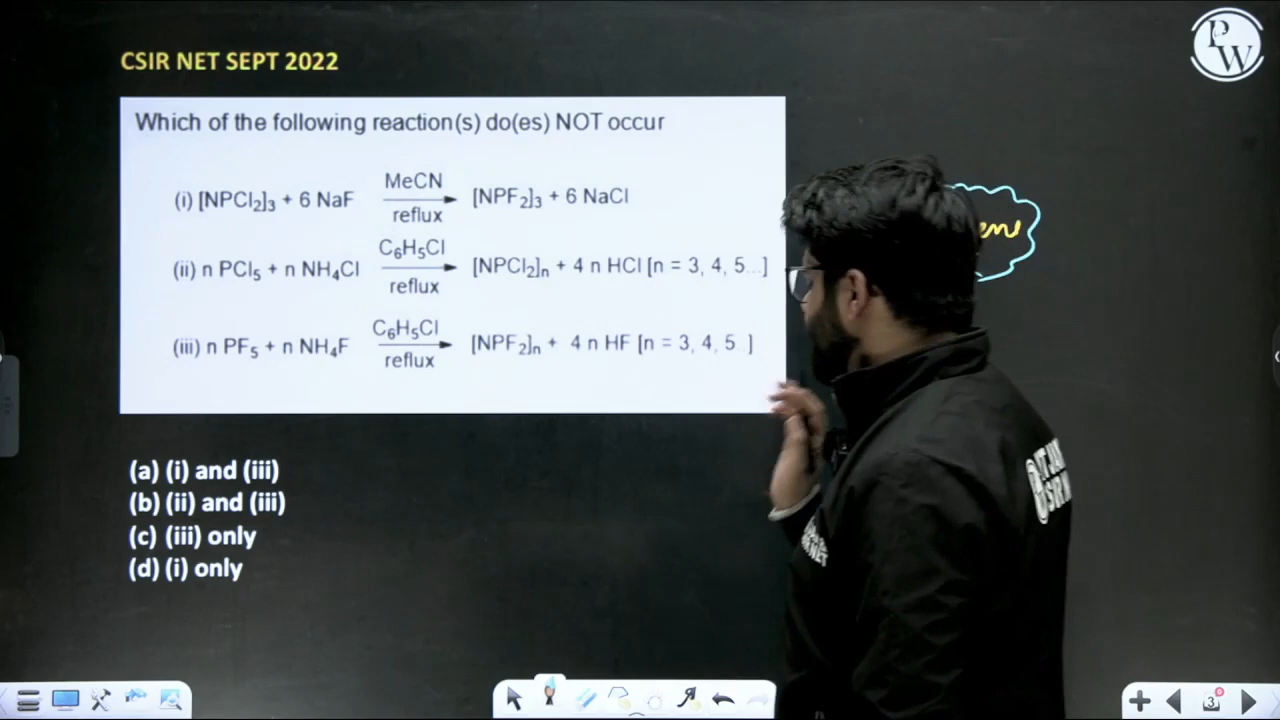 CSIR NET SEPT 2022
PW
Which of the following reaction(s) do(es) NOT occur
(i) [NPCl₂]₃ + 6 NaF MeCN reflux [NPF₂]₃ + 6 NaCl
(ii) n PCl₅ + n NH₄Cl C₆H₅Cl reflux [NPCl₂]ₙ + 4 n HCl [n = 3, 4, 5...]
(iii) n PF₅ + n NH₄F C₆H₅Cl reflux [NPF₂]ₙ + 4 n HF [n = 3, 4, 5..]
(a) (i) and (iii)
(b) (ii) and (iii)
(c) (iii) only
(d) (i) only
3